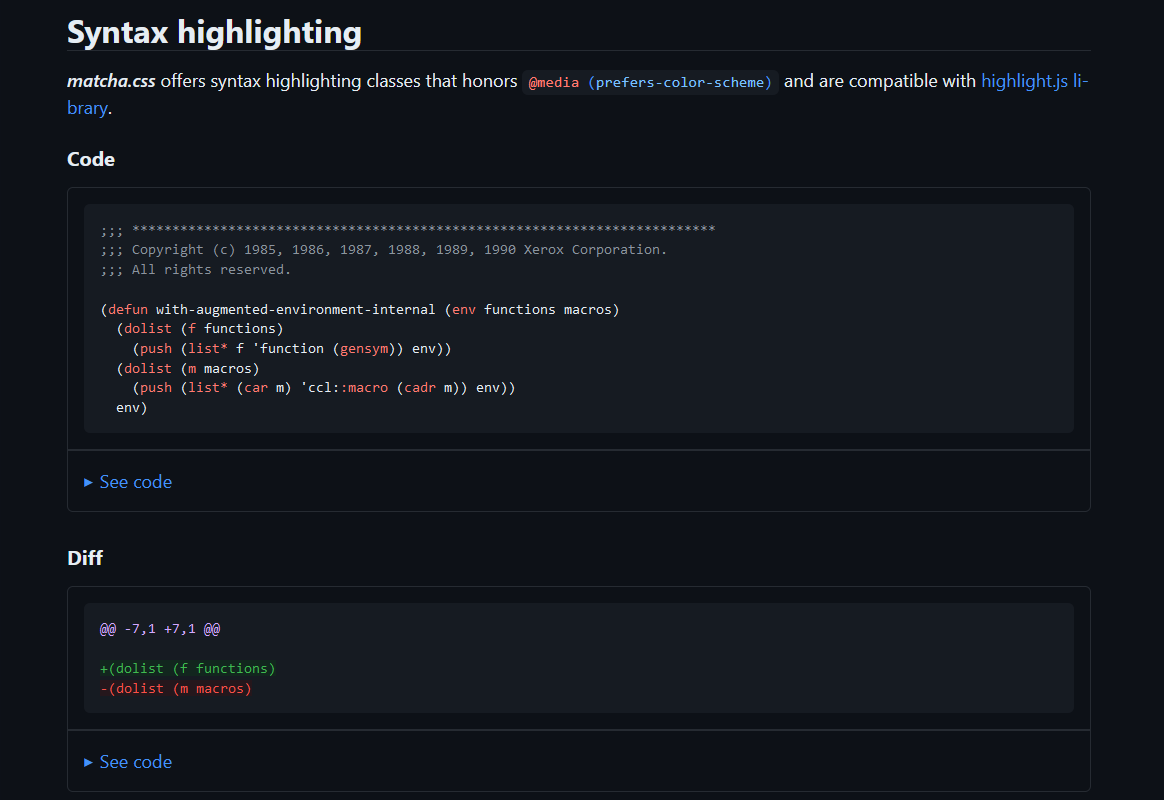 Syntax highlighting
matcha.css offers syntax highlighting classes that honors @media (prefers-color-scheme) and are compatible with highlight.js li-
brary.
Code
;;; *************************************************************************
;;; Copyright (c) 1985, 1986, 1987, 1988, 1989, 1990 Xerox Corporation.
;;; All rights reserved.
(defun with-augmented-environment-internal (env functions macros)
  (dolist (f functions)
    (push (list* f 'function (gensym)) env))
  (dolist (m macros)
    (push (list* (car m) 'ccl::macro (cadr m)) env))
  env)
▸ See code
Diff
@@ -7,1 +7,1 @@
+(dolist (f functions)
-(dolist (m macros)
▸ See code